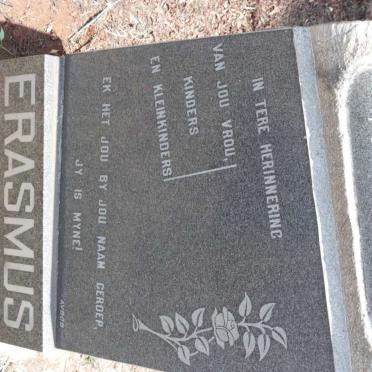 IN TERE HERINNERING
VAN JOU VROU,
KINDERS
EN KLEINKINDERS
EK HET JOU BY JOU NAAM GEROEP,
JY IS MYNE!
ERASMUS